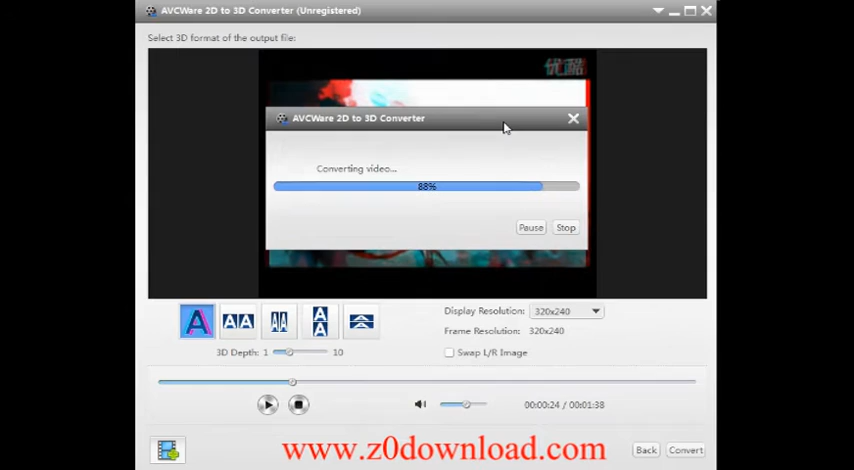 AVCWare 2D to 3D Converter (Unregistered)
Select 3D format of the output file:
优酷
AVCWare 2D to 3D Converter
Converting video...
88%
Pause Stop
A AA AA A A
Display Resolution: 320x240
Frame Resolution: 320x240
3D Depth: 1 10
Swap L/R Image
00:00:24 / 00:01:38
www.z0download.com
Back Convert